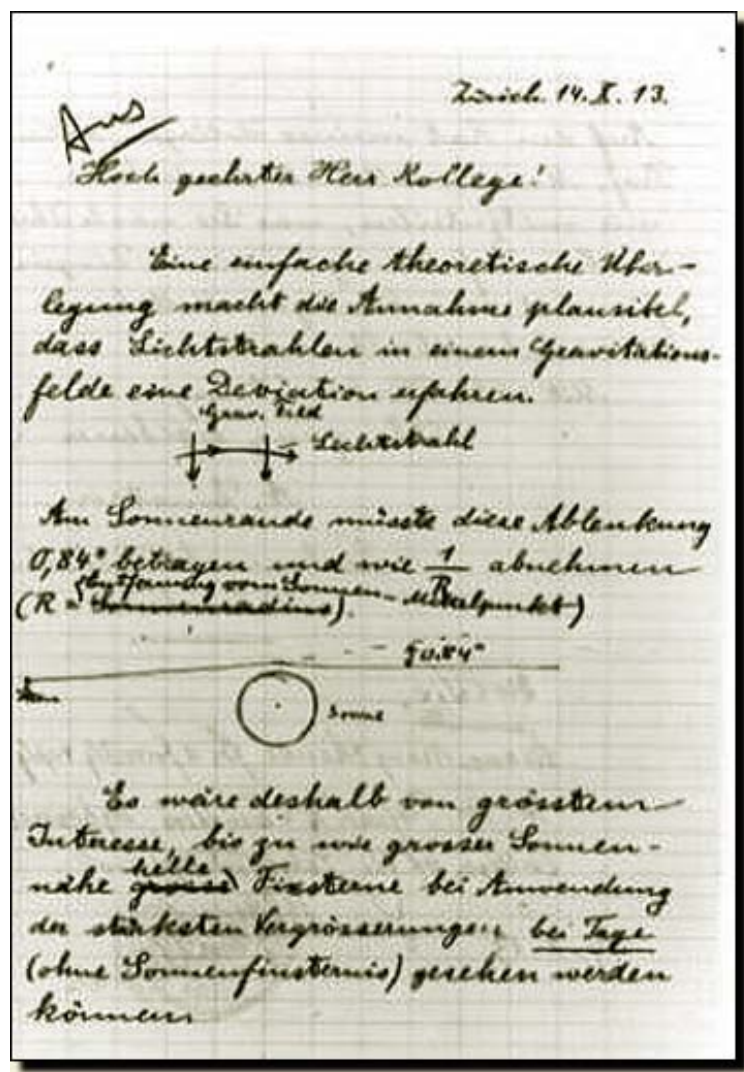 Zürich. 14. X. 13.
Aus
Hoch geehrter Herr Kollege!
Eine einfache theoretische Über-
legung macht die Annahme plausibel,
dass Lichtstrahlen in einem Gravitations-
felde eine Deviation erfahren.
Grav. Feld
Lichtstrahl
Am Sonnenrande müsste diese Ablenkung
0,84" betragen und wie 1/R abnehmen
(R = Sonnenradius) Entfernung vom Sonnen-Mittelpunkt)
0.84"
Stern
Sonne
Es wäre deshalb von grösstem
Interesse, bis zu wie grosser Sonnen-
nähe grosse helle Fixsterne bei Anwendung
der stärksten Vergrösserungen bei Tage
(ohne Sonnenfinsternis) gesehen werden
können.